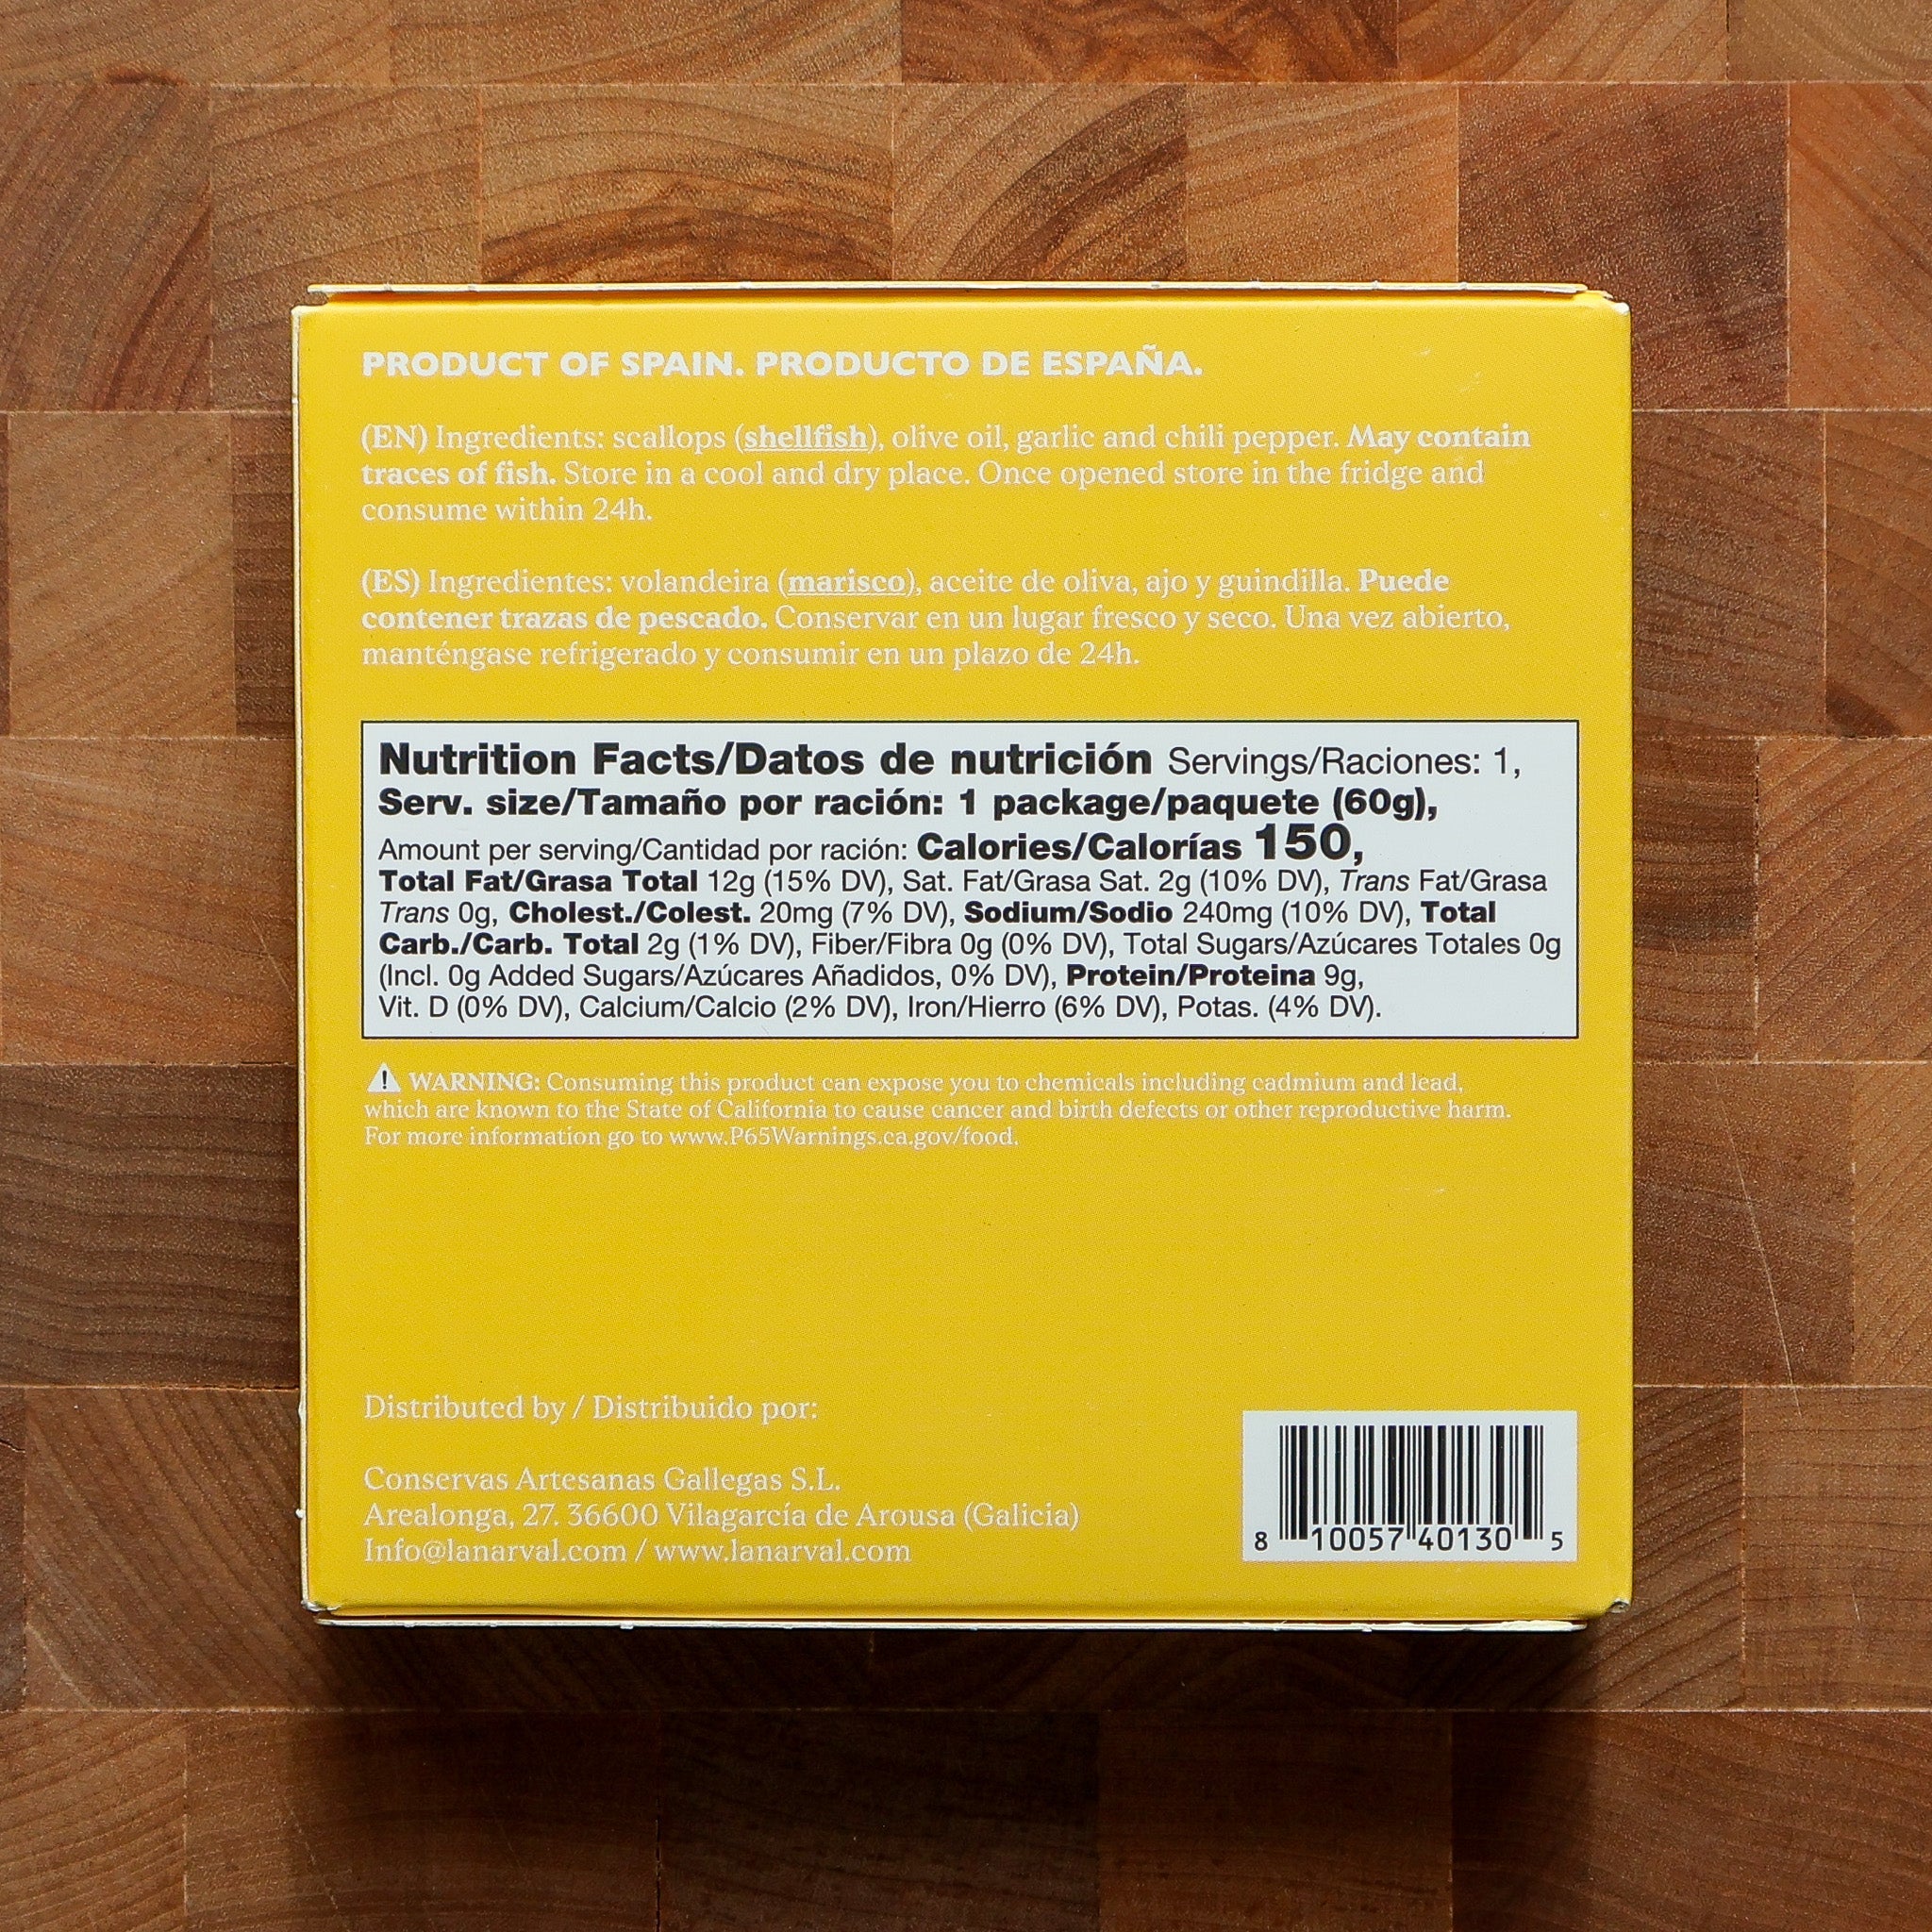 PRODUCT OF SPAIN. PRODUCTO DE ESPAÑA.
(EN) Ingredients: scallops (shellfish), olive oil, garlic and chili pepper. May contain
traces of fish. Store in a cool and dry place. Once opened store in the fridge and
consume within 24h.
(ES) Ingredientes: volandeira (marisco), aceite de oliva, ajo y guindilla. Puede
contener trazas de pescado. Conservar en un lugar fresco y seco. Una vez abierto,
manténgase refrigerado y consumir en un plazo de 24h.
Nutrition Facts/Datos de nutrición Servings/Raciones: 1,
Serv. size/Tamaño por ración: 1 package/paquete (60g),
Amount per serving/Cantidad por ración: Calories/Calorías 150,
Total Fat/Grasa Total 12g (15% DV), Sat. Fat/Grasa Sat. 2g (10% DV), Trans Fat/Grasa
Trans 0g, Cholest./Colest. 20mg (7% DV), Sodium/Sodio 240mg (10% DV), Total
Carb./Carb. Total 2g (1% DV), Fiber/Fibra 0g (0% DV), Total Sugars/Azúcares Totales 0g
(Incl. 0g Added Sugars/Azúcares Añadidos, 0% DV), Protein/Proteina 9g,
Vit. D (0% DV), Calcium/Calcio (2% DV), Iron/Hierro (6% DV), Potas. (4% DV).
⚠ WARNING: Consuming this product can expose you to chemicals including cadmium and lead,
which are known to the State of California to cause cancer and birth defects or other reproductive harm.
For more information go to www.P65Warnings.ca.gov/food.
Distributed by / Distribuido por:
Conservas Artesanas Gallegas S.L.
Arealonga, 27. 36600 Vilagarcía de Arousa (Galicia)
Info@lanarval.com / www.lanarval.com
8 10057 40130 5